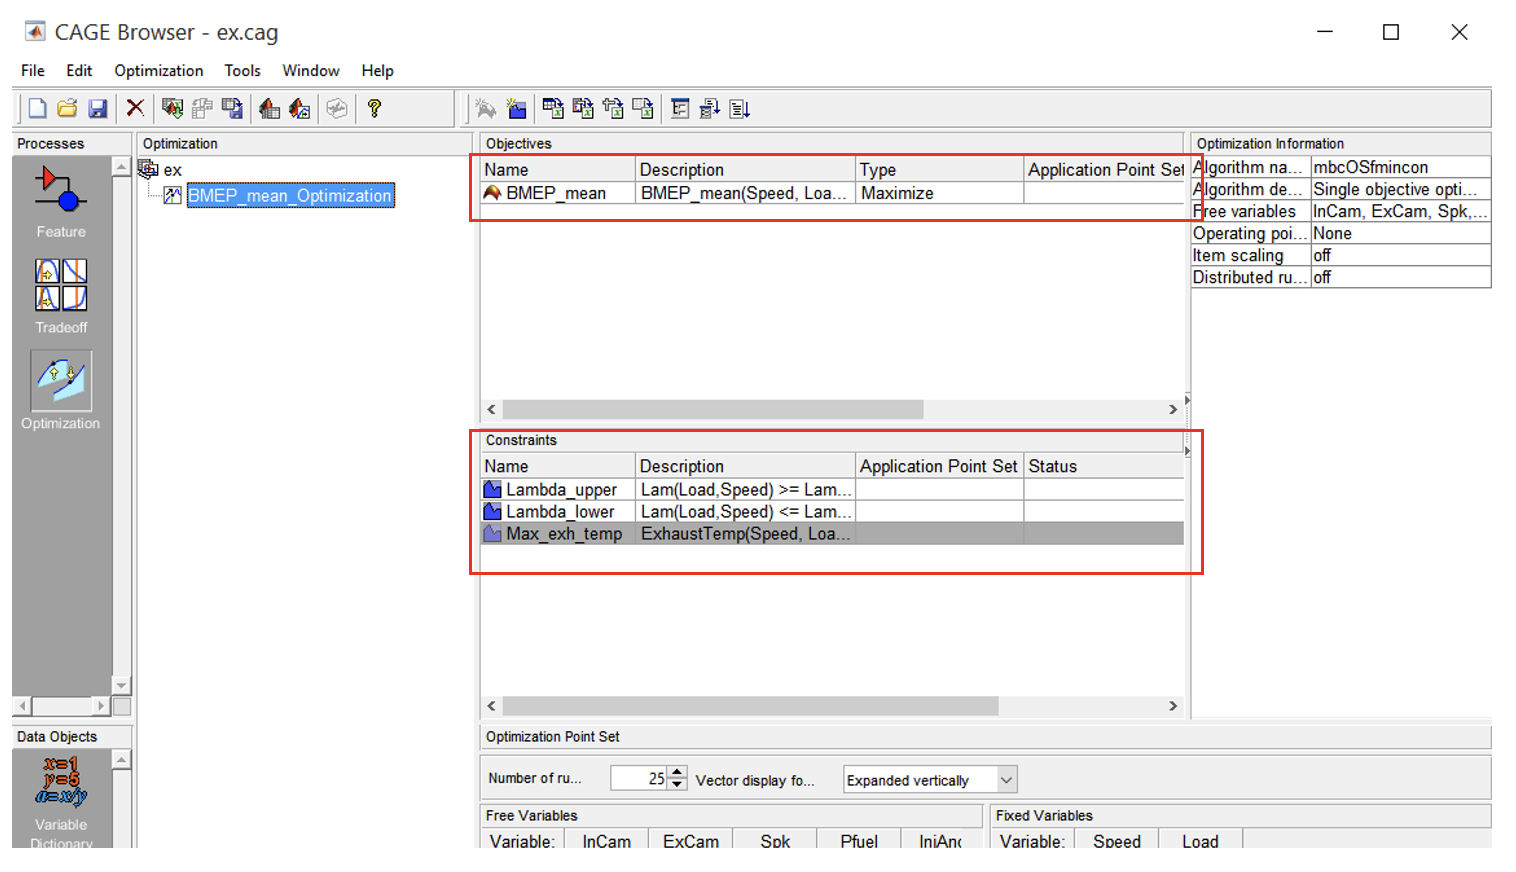 CAGE Browser - ex.cag
File Edit Optimization Tools Window Help
Processes
Feature
Tradeoff
Optimization
Data Objects
x=1
y=5
a=x/y
Variable
Dictionary
Optimization
ex
BMEP_mean_Optimization
Objectives
Name Description Type Application Point Set
BMEP_mean BMEP_mean(Speed, Loa... Maximize
Constraints
Name Description Application Point Set Status
Lambda_upper Lam(Load,Speed) >= Lam...
Lambda_lower Lam(Load,Speed) <= Lam...
Max_exh_temp ExhaustTemp(Speed, Loa...
Optimization Information
Algorithm na... mbcOSfmincon
Algorithm de... Single objective opti...
Free variables InCam, ExCam, Spk,...
Operating poi... None
Item scaling off
Distributed ru... off
Optimization Point Set
Number of ru... 25 Vector display fo... Expanded vertically
Free Variables
Variable: InCam ExCam Spk Pfuel InjAng
Fixed Variables
Variable: Speed Load